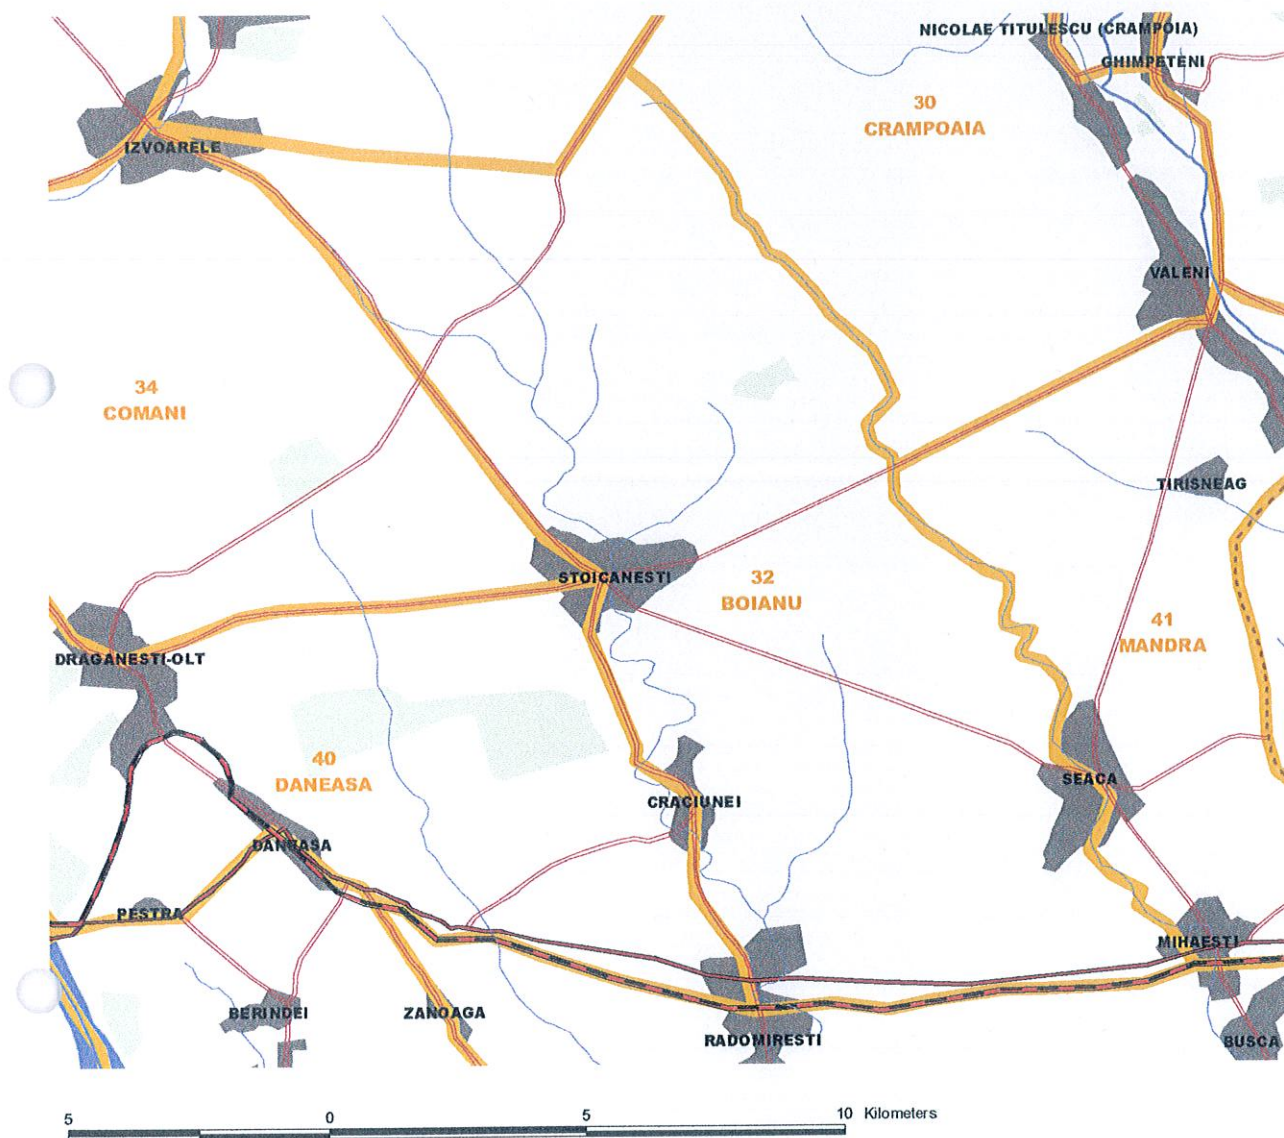 NICOLAE TITULESCU (CRAMPOIA)
GHIMPETENI
30
CRAMPOAIA
IZVOARELE
VALENI
34
COMANI
TIRISNEAG
STOICANESTI
32
BOIANU
41
MANDRA
DRAGANESTI-OLT
40
DANEASA
SEACA
CRACIUNEI
DANEASA
PESTRA
MIHAESTI
BERINDEI
ZANOAGA
RADOMIRESTI
BUSCA
5 0 5 10 Kilometers